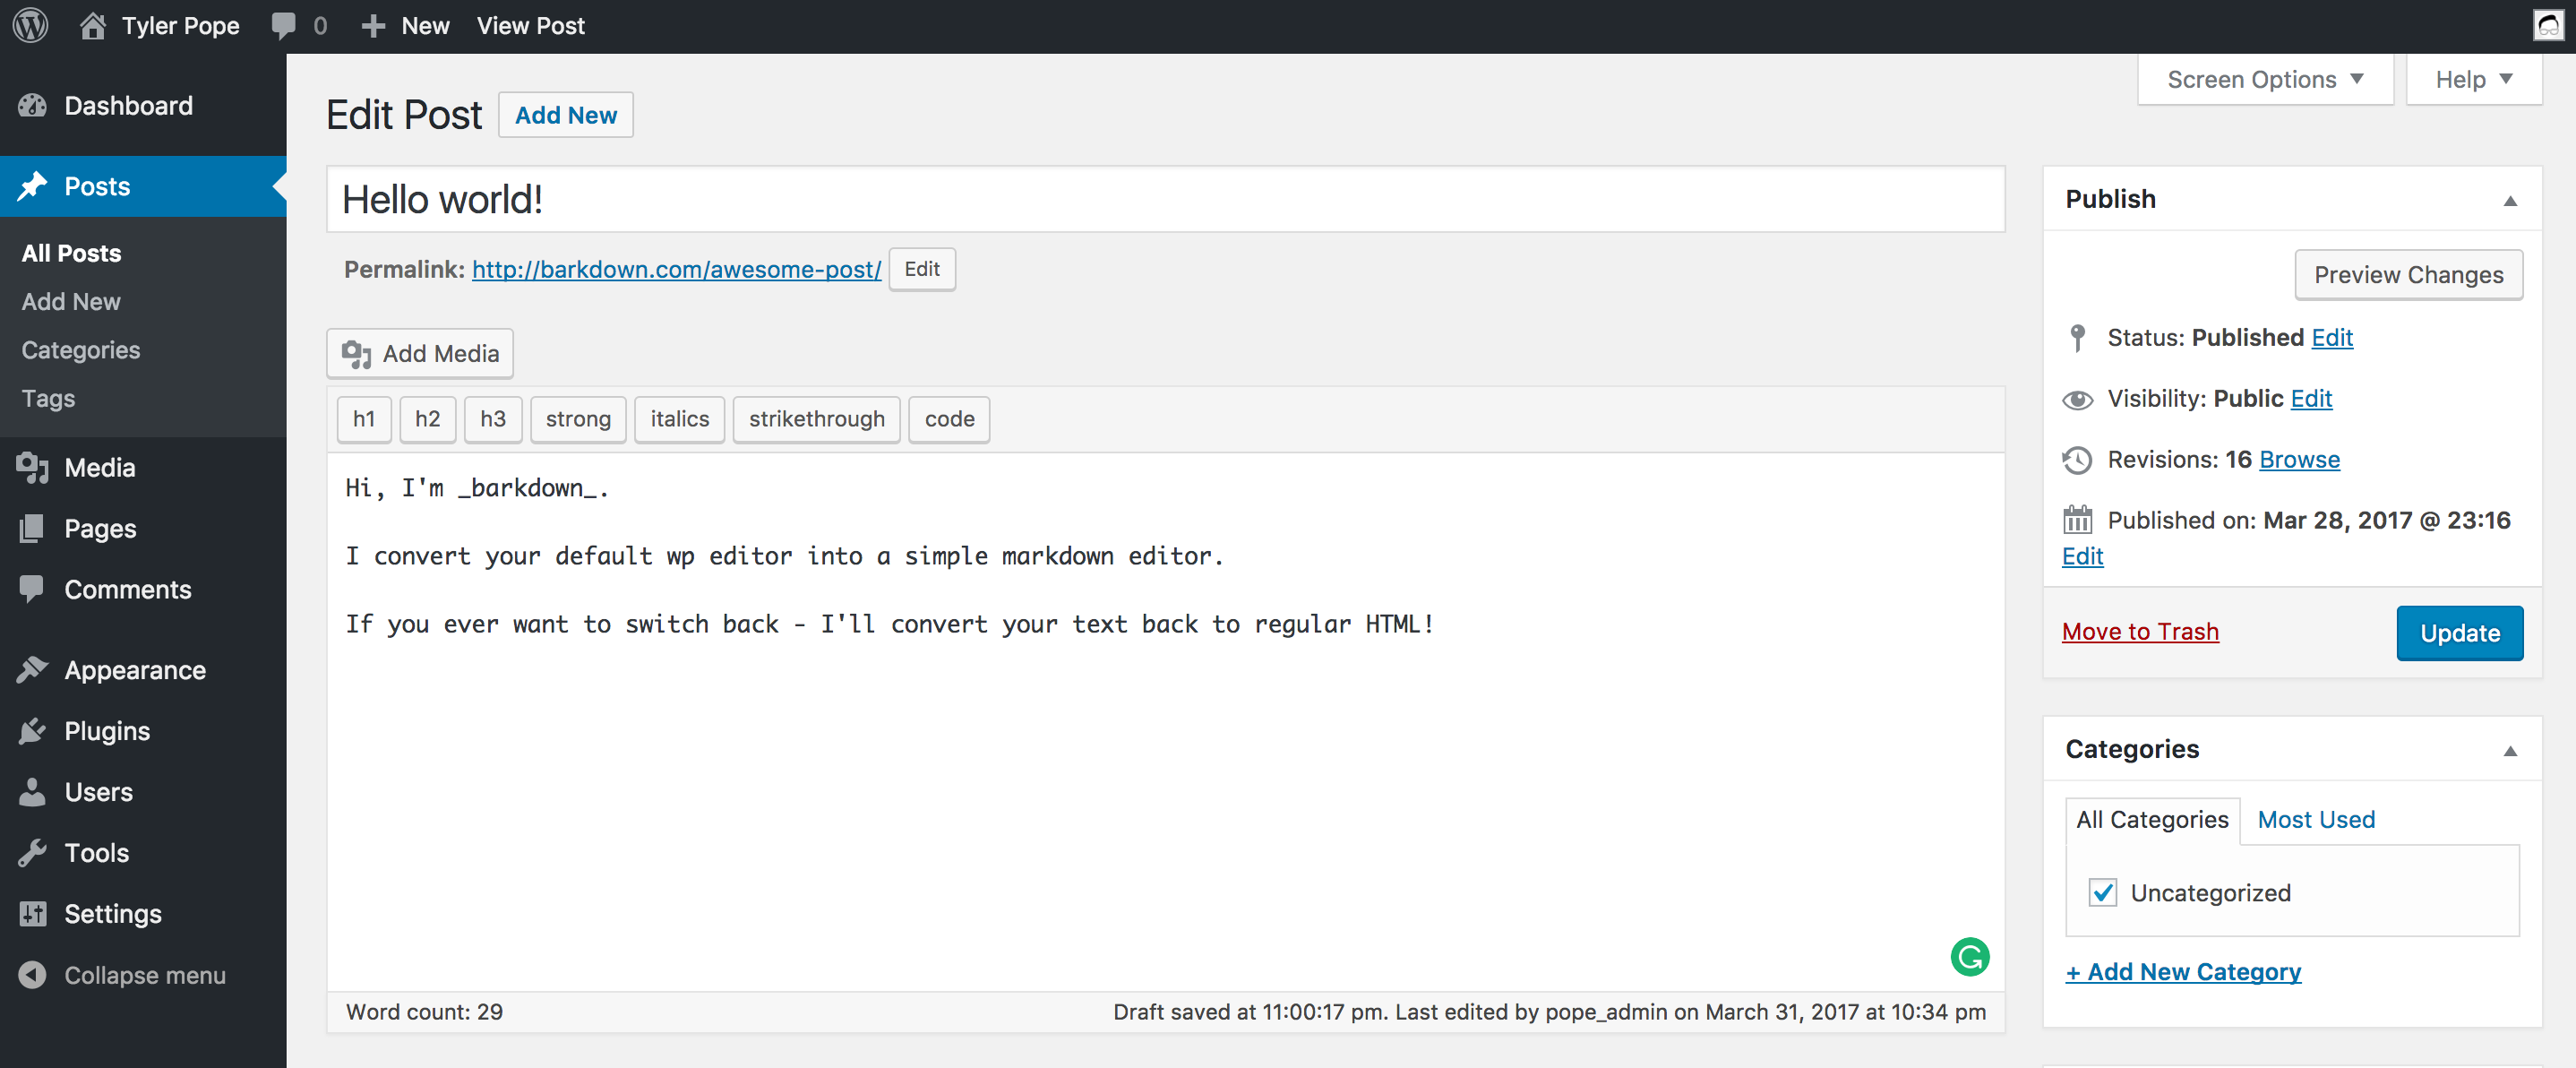 Tyler Pope 0 New View Post
Screen Options Help
Dashboard
Posts
All Posts
Add New
Categories
Tags
Media
Pages
Comments
Appearance
Plugins
Users
Tools
Settings
Collapse menu
Edit Post Add New
Hello world!
Permalink: http://barkdown.com/awesome-post/ Edit
Add Media
h1 h2 h3 strong italics strikethrough code
Hi, I'm _barkdown_.
I convert your default wp editor into a simple markdown editor.
If you ever want to switch back - I'll convert your text back to regular HTML!
Word count: 29 Draft saved at 11:00:17 pm. Last edited by pope_admin on March 31, 2017 at 10:34 pm
Publish
Preview Changes
Status: Published Edit
Visibility: Public Edit
Revisions: 16 Browse
Published on: Mar 28, 2017 @ 23:16
Edit
Move to Trash Update
Categories
All Categories Most Used
Uncategorized
+ Add New Category